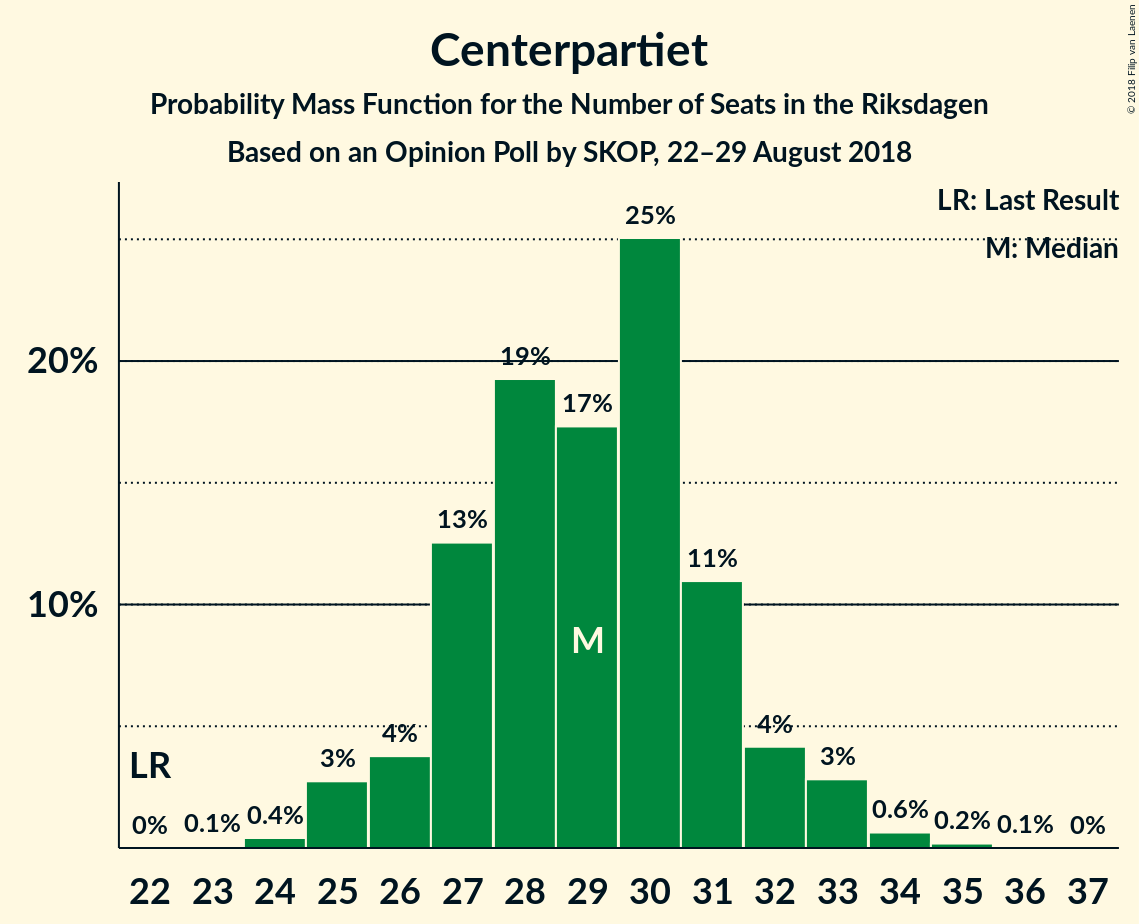 Centerpartiet
Probability Mass Function for the Number of Seats in the Riksdagen
Based on an Opinion Poll by SKOP, 22–29 August 2018
© 2018 Filip van Laenen
LR: Last Result
M: Median
20%
10%
LR
0%
0.1%
0.4%
3%
4%
13%
19%
17%
25%
11%
4%
3%
0.6%
0.2%
0.1%
0%
M
22 23 24 25 26 27 28 29 30 31 32 33 34 35 36 37